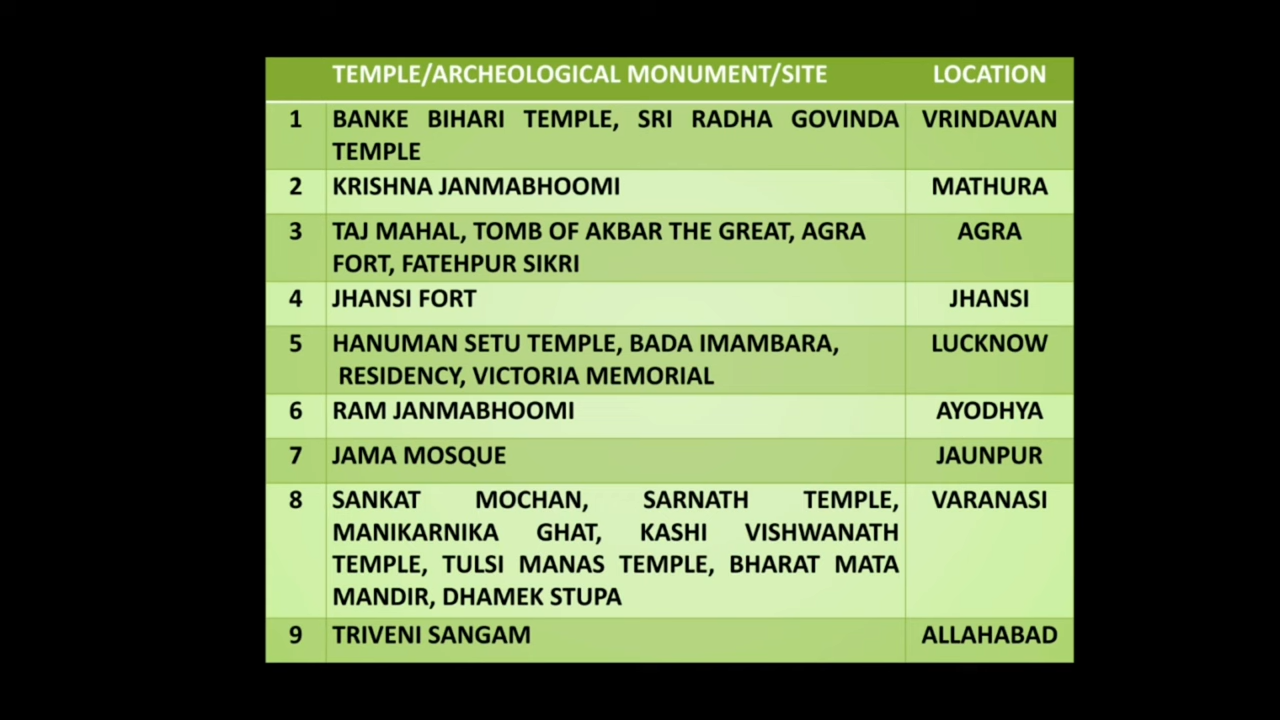 TEMPLE/ARCHEOLOGICAL MONUMENT/SITE LOCATION
1 BANKE BIHARI TEMPLE, SRI RADHA GOVINDA VRINDAVAN
TEMPLE
2 KRISHNA JANMABHOOMI MATHURA
3 TAJ MAHAL, TOMB OF AKBAR THE GREAT, AGRA AGRA
FORT, FATEHPUR SIKRI
4 JHANSI FORT JHANSI
5 HANUMAN SETU TEMPLE, BADA IMAMBARA, LUCKNOW
RESIDENCY, VICTORIA MEMORIAL
6 RAM JANMABHOOMI AYODHYA
7 JAMA MOSQUE JAUNPUR
8 SANKAT MOCHAN, SARNATH TEMPLE, VARANASI
MANIKARNIKA GHAT, KASHI VISHWANATH
TEMPLE, TULSI MANAS TEMPLE, BHARAT MATA
MANDIR, DHAMEK STUPA
9 TRIVENI SANGAM ALLAHABAD